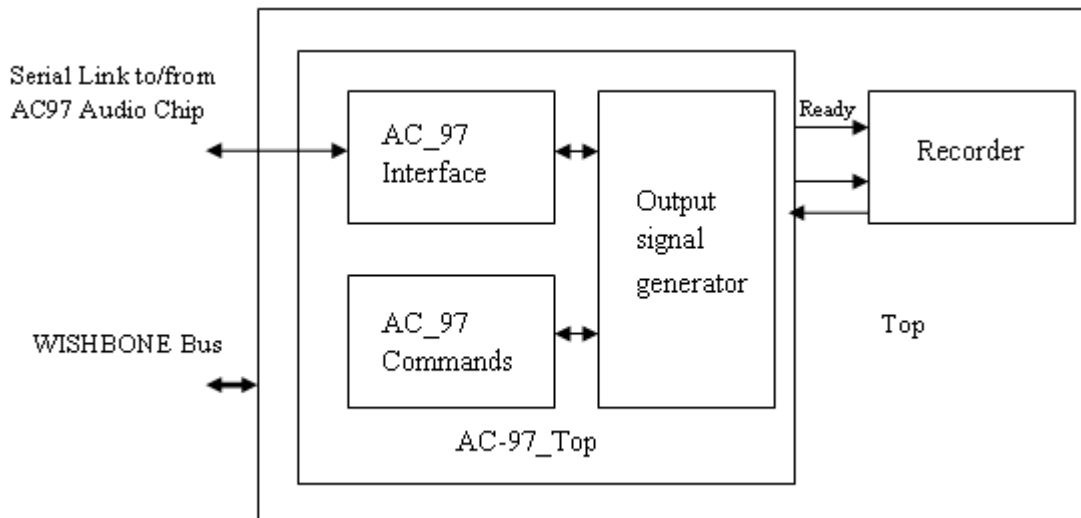 Serial Link to/from
AC97 Audio Chip
AC_97
Interface
Output
signal
generator
Ready
Recorder
AC_97
Commands
WISHBONE Bus
Top
AC-97_Top